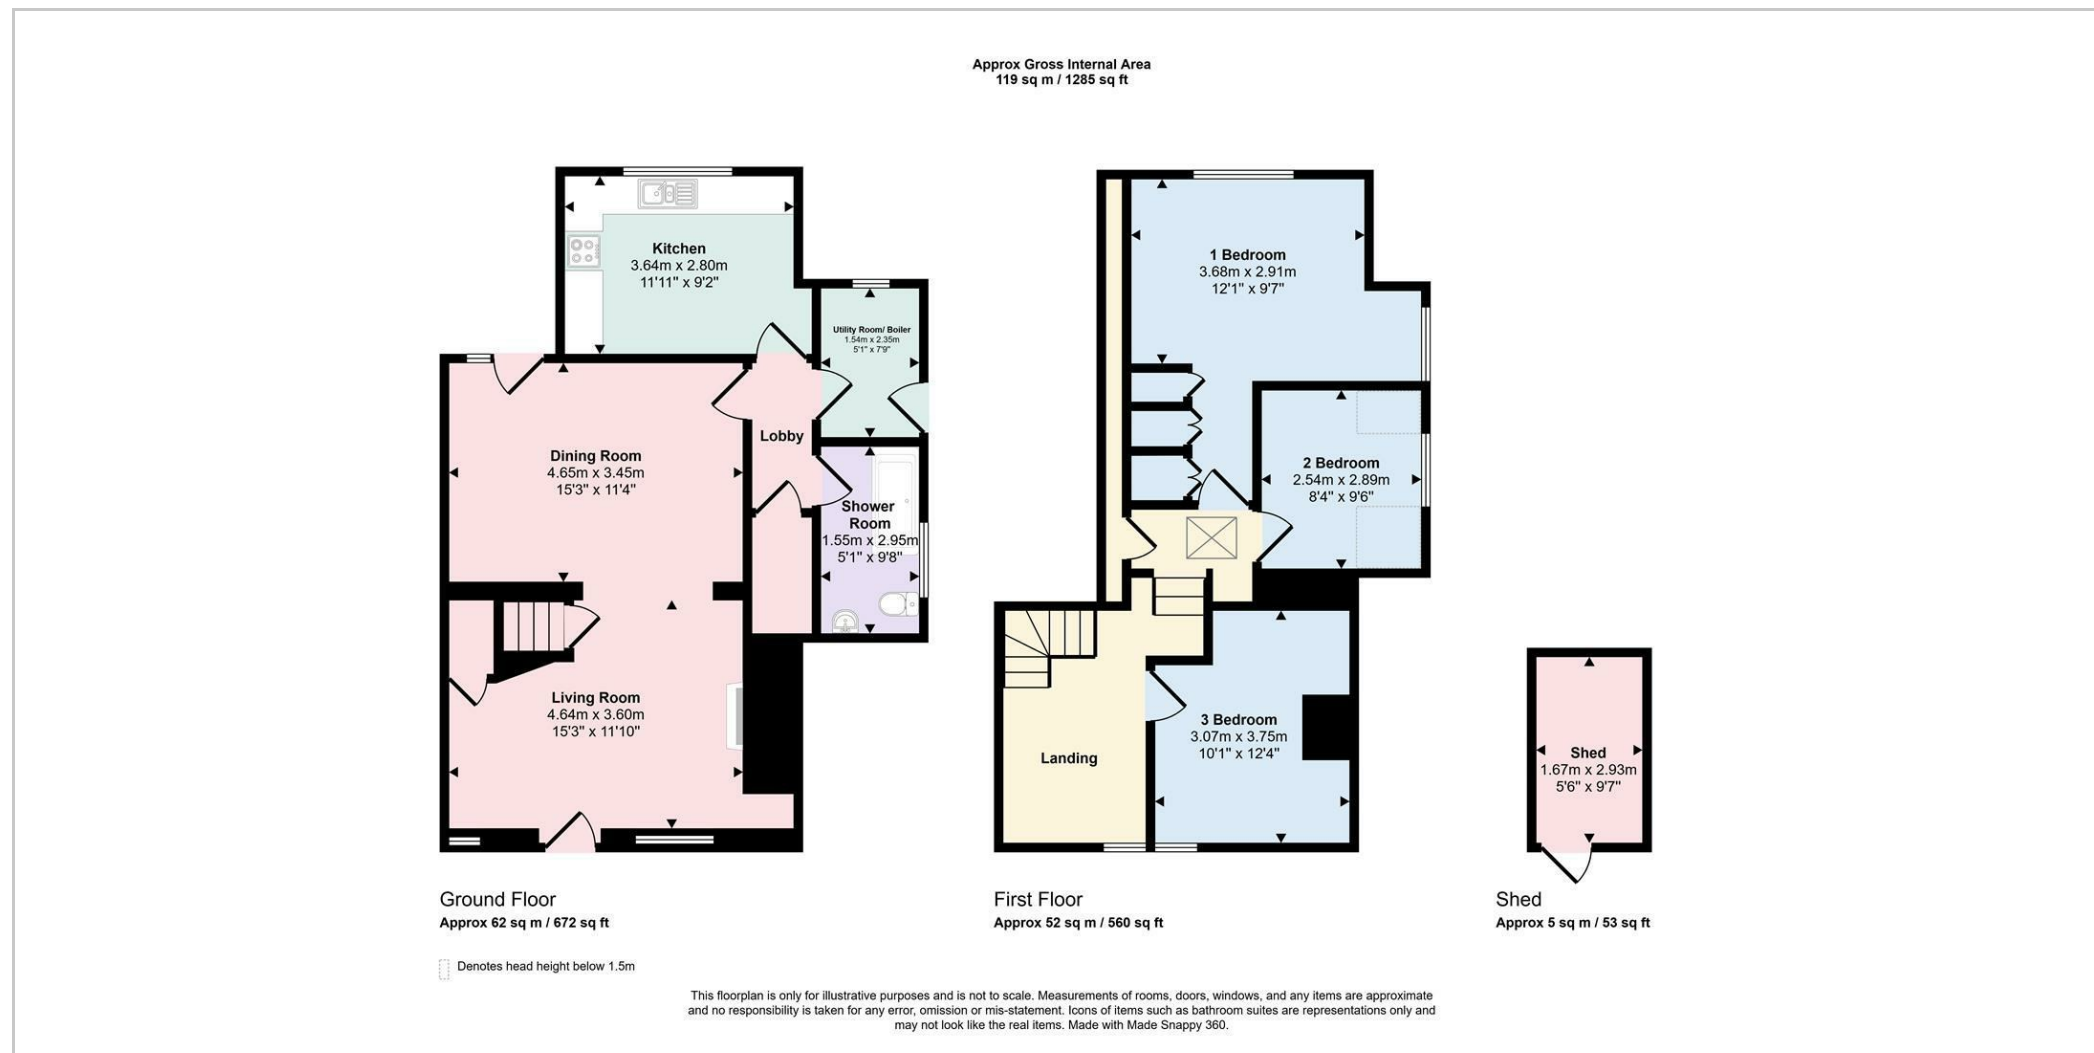 Approx Gross Internal Area
119 sq m / 1285 sq ft
Kitchen
3.64m x 2.80m
11'11" x 9'2"
Utility Room/ Boiler
1.54m x 2.35m
5'1" x 7'9"
Dining Room
4.65m x 3.45m
15'3" x 11'4"
Lobby
Shower
Room
1.55m x 2.95m
5'1" x 9'8"
Living Room
4.64m x 3.60m
15'3" x 11'10"
1 Bedroom
3.68m x 2.91m
12'1" x 9'7"
2 Bedroom
2.54m x 2.89m
8'4" x 9'6"
3 Bedroom
3.07m x 3.75m
10'1" x 12'4"
Landing
Shed
1.67m x 2.93m
5'6" x 9'7"
Ground Floor
Approx 62 sq m / 672 sq ft
First Floor
Approx 52 sq m / 560 sq ft
Shed
Approx 5 sq m / 53 sq ft
Denotes head height below 1.5m
This floorplan is only for illustrative purposes and is not to scale. Measurements of rooms, doors, windows, and any items are approximate
and no responsibility is taken for any error, omission or mis-statement. Icons of items such as bathroom suites are representations only and
may not look like the real items. Made with Made Snappy 360.